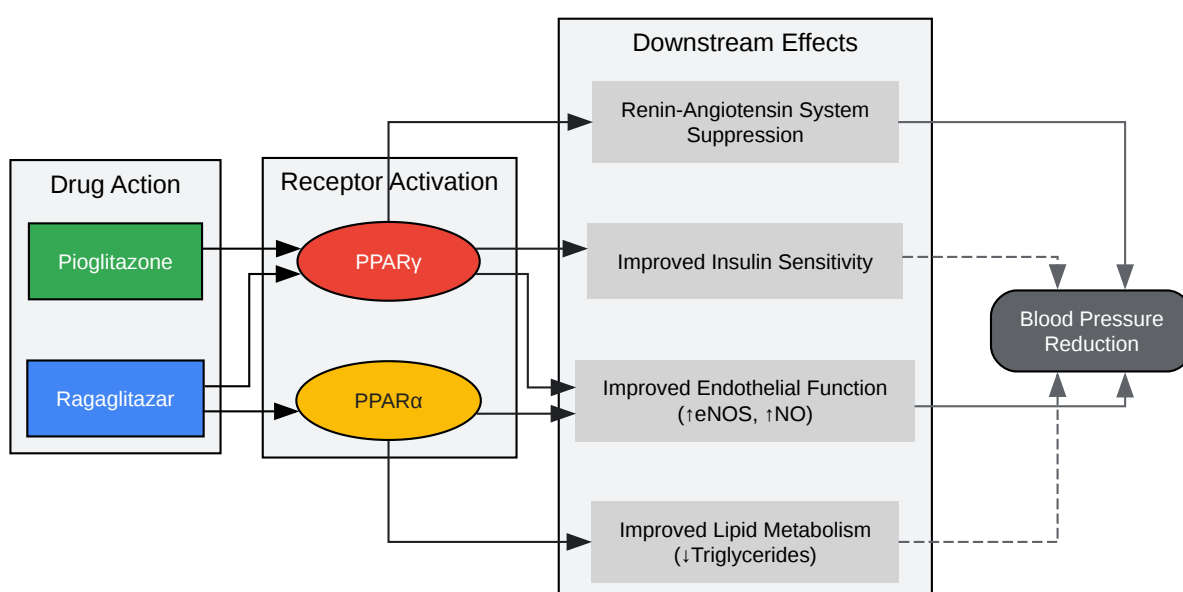 Drug Action
Pioglitazone
Ragaglitazar
Receptor Activation
PPARγ
PPARα
Downstream Effects
Renin-Angiotensin System
Suppression
Improved Insulin Sensitivity
Improved Endothelial Function
(↑eNOS, ↑NO)
Improved Lipid Metabolism
(↓Triglycerides)
Blood Pressure
Reduction